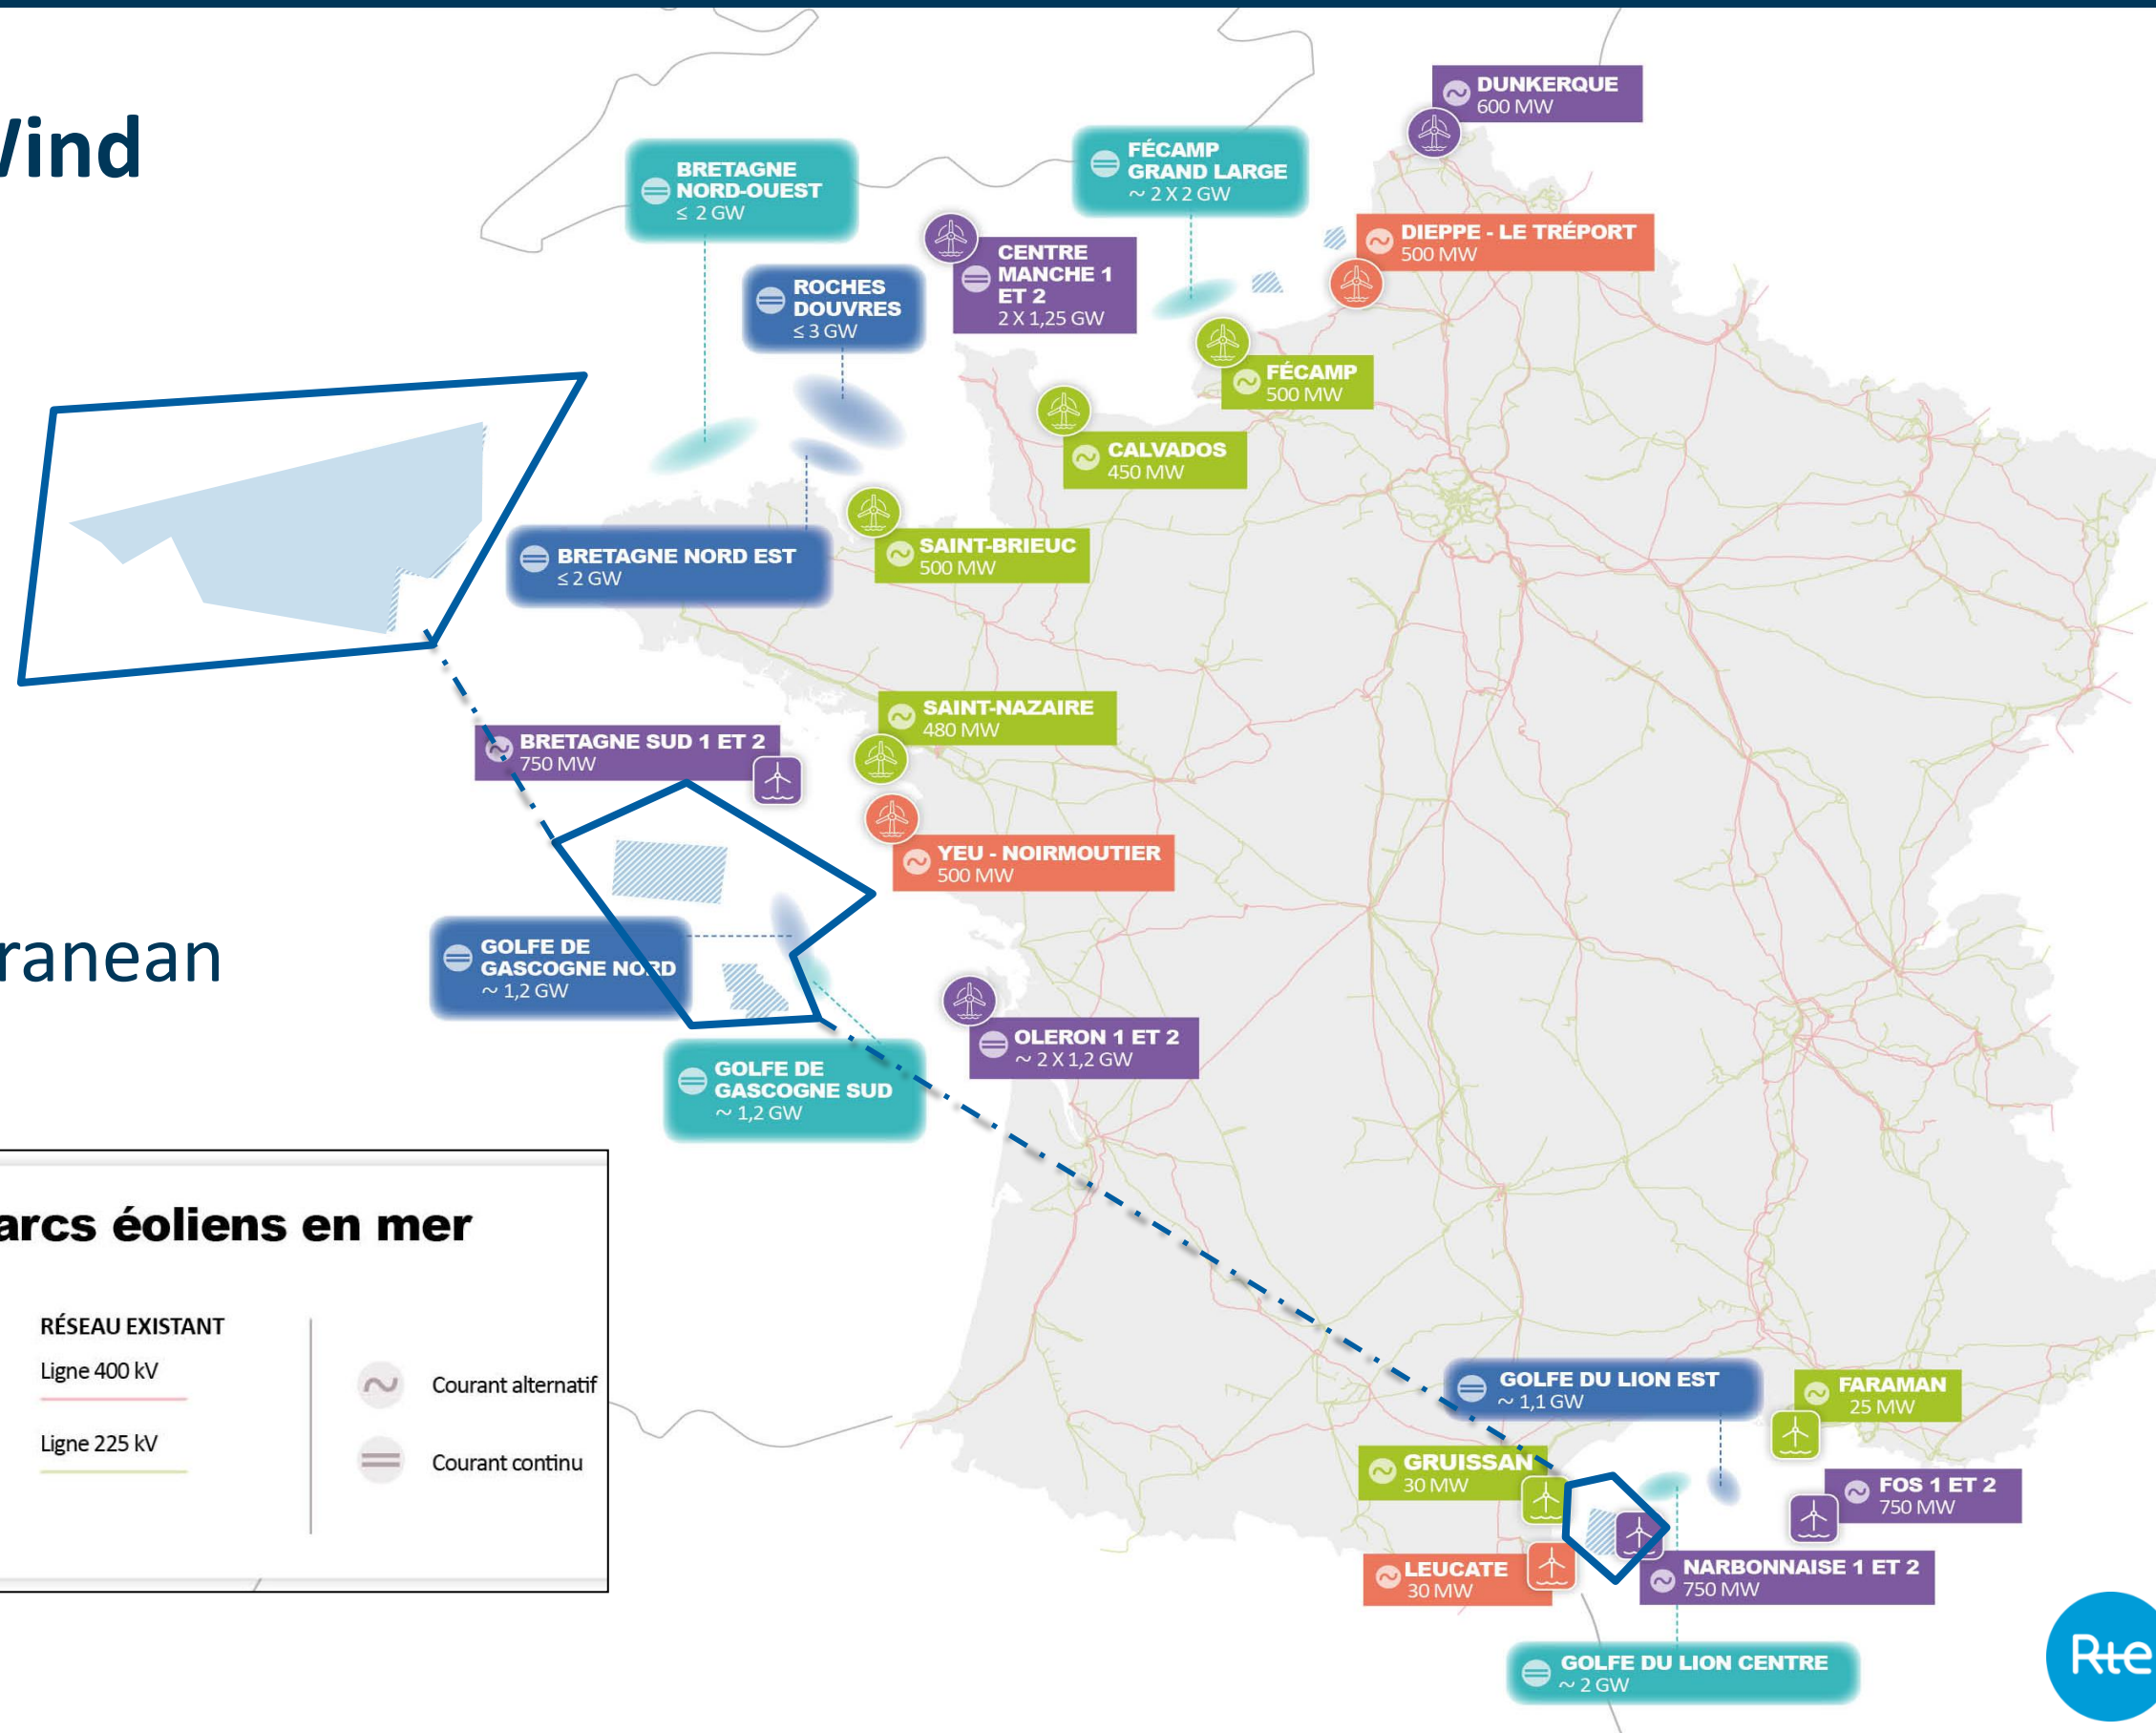 DUNKERQUE
600 MW
BRETAGNE
NORD-OUEST
≤ 2 GW
FÉCAMP
GRAND LARGE
~ 2 X 2 GW
DIEPPE - LE TRÉPORT
500 MW
CENTRE
MANCHE 1
ET 2
2 X 1,25 GW
ROCHES
DOUVRES
≤ 3 GW
FÉCAMP
500 MW
CALVADOS
450 MW
SAINT-BRIEUC
500 MW
BRETAGNE NORD EST
≤ 2 GW
SAINT-NAZAIRE
480 MW
BRETAGNE SUD 1 ET 2
750 MW
YEU - NOIRMOUTIER
500 MW
ranean
GOLFE DE
GASCOGNE NORD
~ 1,2 GW
OLERON 1 ET 2
~ 2 X 1,2 GW
GOLFE DE
GASCOGNE SUD
~ 1,2 GW
arcs éoliens en mer
RÉSEAU EXISTANT
Ligne 400 kV
Ligne 225 kV
Courant alternatif
Courant continu
GOLFE DU LION EST
~ 1,1 GW
FARAMAN
25 MW
GRUISSAN
30 MW
FOS 1 ET 2
750 MW
LEUCATE
30 MW
NARBONNAISE 1 ET 2
750 MW
GOLFE DU LION CENTRE
~ 2 GW
Rte